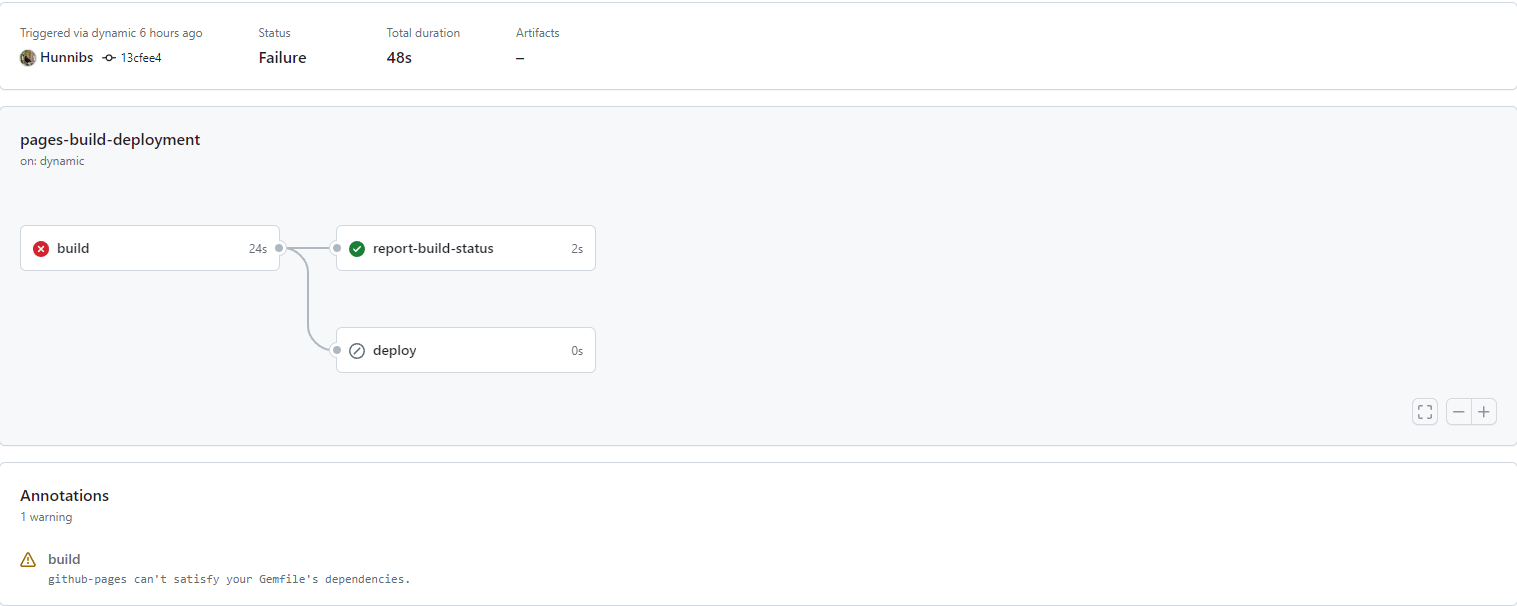 Triggered via dynamic 6 hours ago
Status
Total duration
Artifacts
Hunnibs 13cfee4
Failure
48s
–
pages-build-deployment
on: dynamic
build 24s
report-build-status 2s
deploy 0s
Annotations
1 warning
build
github-pages can't satisfy your Gemfile's dependencies.